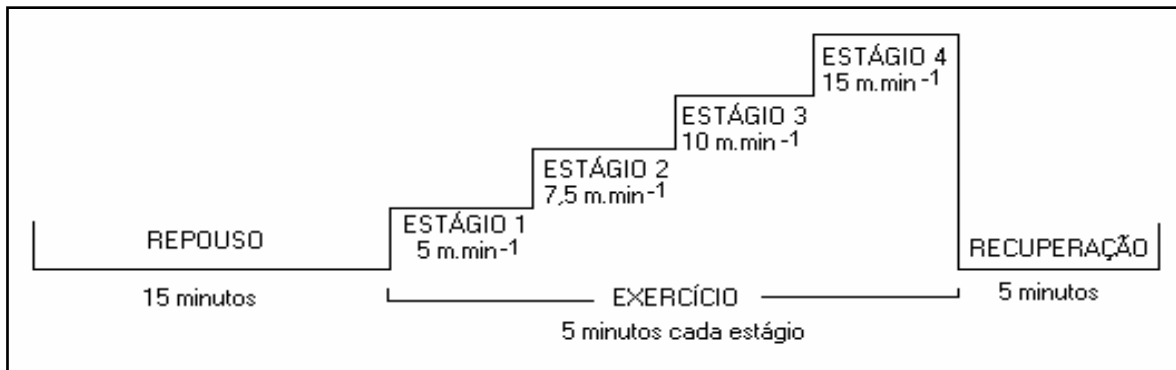 ESTÁGIO 4
15 m.min-1
ESTÁGIO 3
10 m.min-1
ESTÁGIO 2
7,5 m.min-1
ESTÁGIO 1
5 m.min-1
REPOUSO
RECUPERAÇÃO
15 minutos
EXERCÍCIO
5 minutos
5 minutos cada estágio